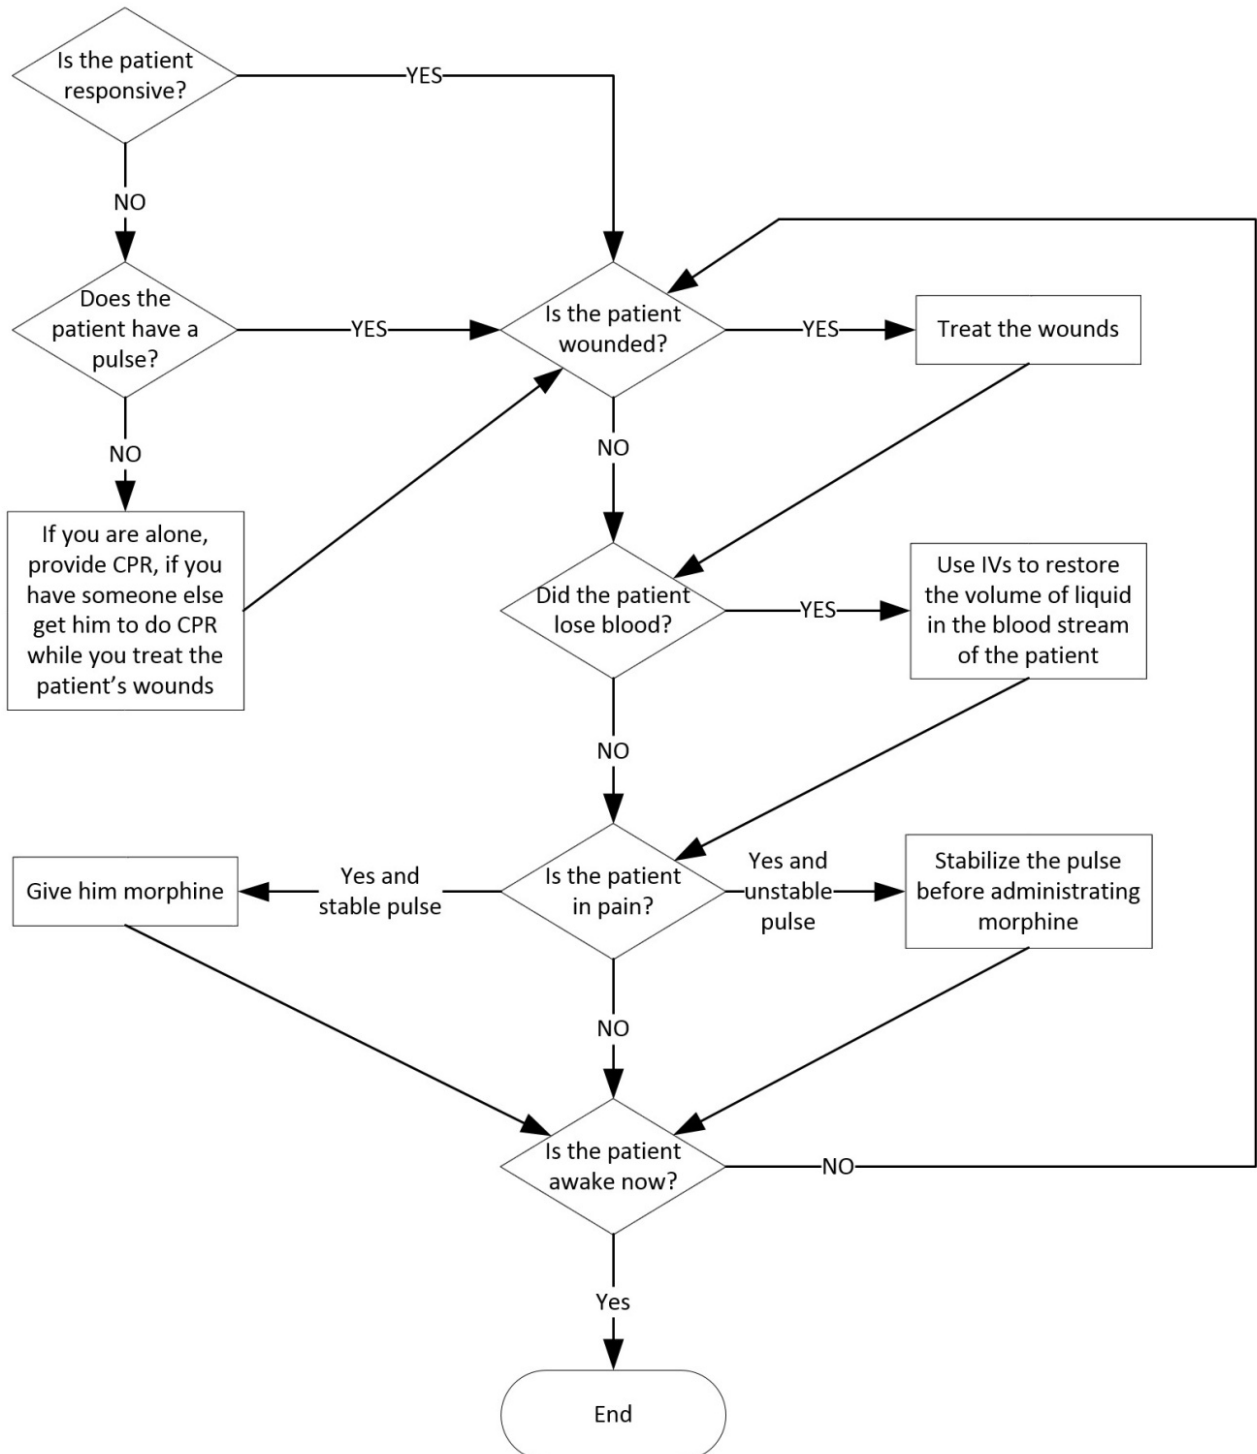 Is the patient
responsive?
YES
NO
Does the
patient have a
pulse?
YES
Is the patient
wounded?
YES
Treat the wounds
NO
NO
If you are alone,
provide CPR, if you
have someone else
get him to do CPR
while you treat the
patient's wounds
Did the patient
lose blood?
YES
Use IVs to restore
the volume of liquid
in the blood stream
of the patient
NO
Give him morphine
Yes and
stable pulse
Is the patient
in pain?
Yes and
unstable
pulse
Stabilize the pulse
before administrating
morphine
NO
Is the patient
awake now?
NO
Yes
End